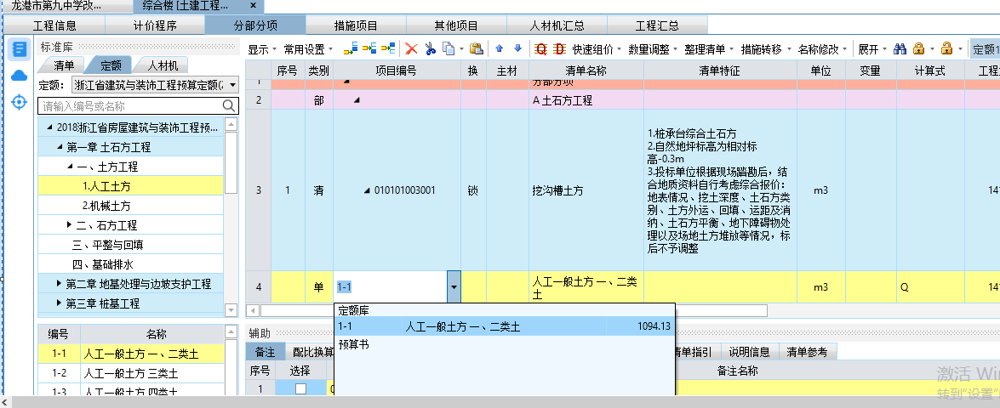 龙港市第九中学改...
综合楼 [土建工程...
×
工程信息
计价程序
分部分项
措施项目
其他项目
人材机汇总
工程汇总
标准库
清单
定额
人材机
定额:
浙江省建筑与装饰工程预算定额(2
请输入编号或名称
2018浙江省房屋建筑与装饰工程预...
第一章 土石方工程
一、土方工程
1.人工土方
2.机械土方
二、石方工程
三、平整与回填
四、基础排水
第二章 地基处理与边坡支护工程
第三章 桩基工程
编号 名称
1-1 人工一般土方 一、二类土
1-2 人工一般土方 三类土
1-3 人工一般土方 四类土
显示
常用设置
快速组价
数量调整
整理清单
措施转移
名称修改
展开
定额1
序号 类别 项目编号 换 主材 清单名称 清单特征 单位 变量 计算式 工程
1 分部分项
2 部 A 土石方工程
3 1 清 010101003001 锁 挖沟槽土方
1.桩承台综合土石方
2.自然地坪标高为相对标
高-0.3m
3.投标单位根据现场踏勘后，结
合地质资料自行考虑综合报价：
地表情况、挖土深度、土石方类
别、土方外运、回填、运距及消
纳、土石方平衡、地下障碍物处
理以及场地土方堆放等情况，标
后不予调整
m3
14
4 单 1-1
人工一般土方 一、二类
土
m3 Q 14
定额库
1-1 人工一般土方 一、二类土 1094.13
预算书
辅助
备注
配比换算
清单指引
说明信息
清单参考
序号 选择 备注名称
1
激活 Win
转到"设置"